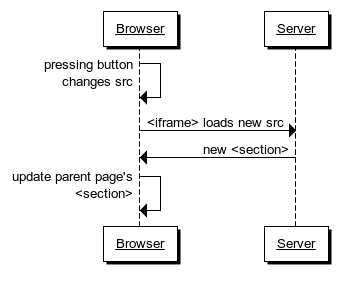 Browser
Server
pressing button
changes src
<iframe> loads new src
new <section>
update parent page's
<section>
Browser
Server